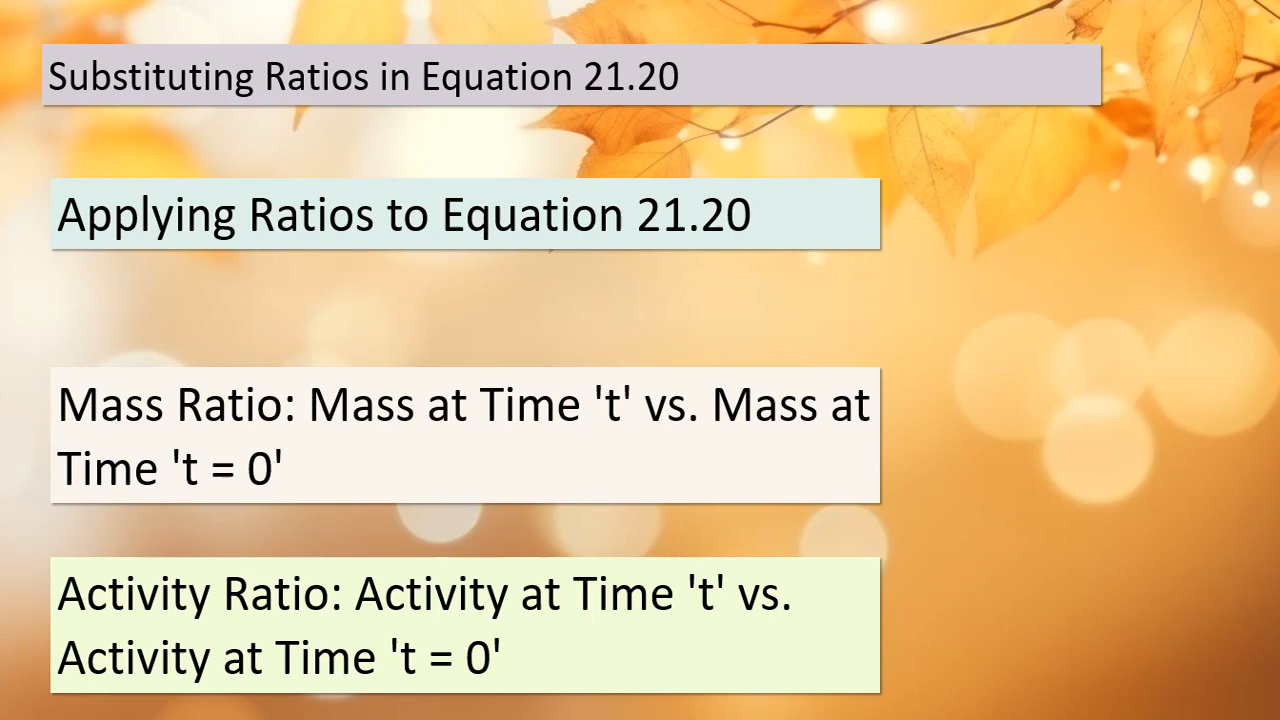 Substituting Ratios in Equation 21.20
Applying Ratios to Equation 21.20
Mass Ratio: Mass at Time 't' vs. Mass at
Time 't = 0'
Activity Ratio: Activity at Time 't' vs.
Activity at Time 't = 0'